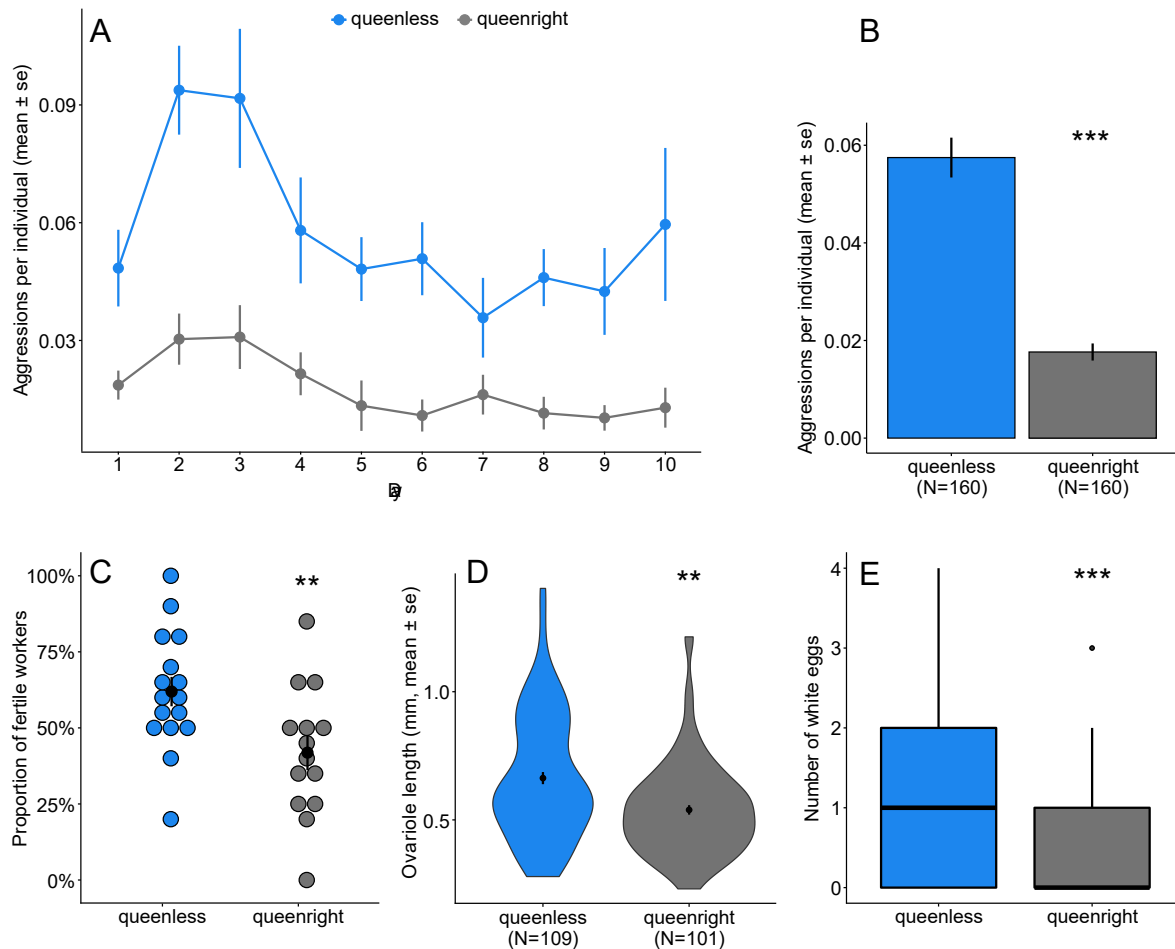 A
queenless queenright
Aggressions per individual (mean ± se)
0.09
0.06
0.03
1 2 3 4 5 6 7 8 9 10
Day
B
Aggressions per individual (mean ± se)
***
0.06
0.04
0.02
0.00
queenless queenright
(N=160) (N=160)
C
Proportion of fertile workers
**
100%
75%
50%
25%
0%
queenless queenright
D
Ovariole length (mm, mean ± se)
**
1.0
0.5
queenless queenright
(N=109) (N=101)
E
Number of white eggs
***
4
3
2
1
0
queenless queenright